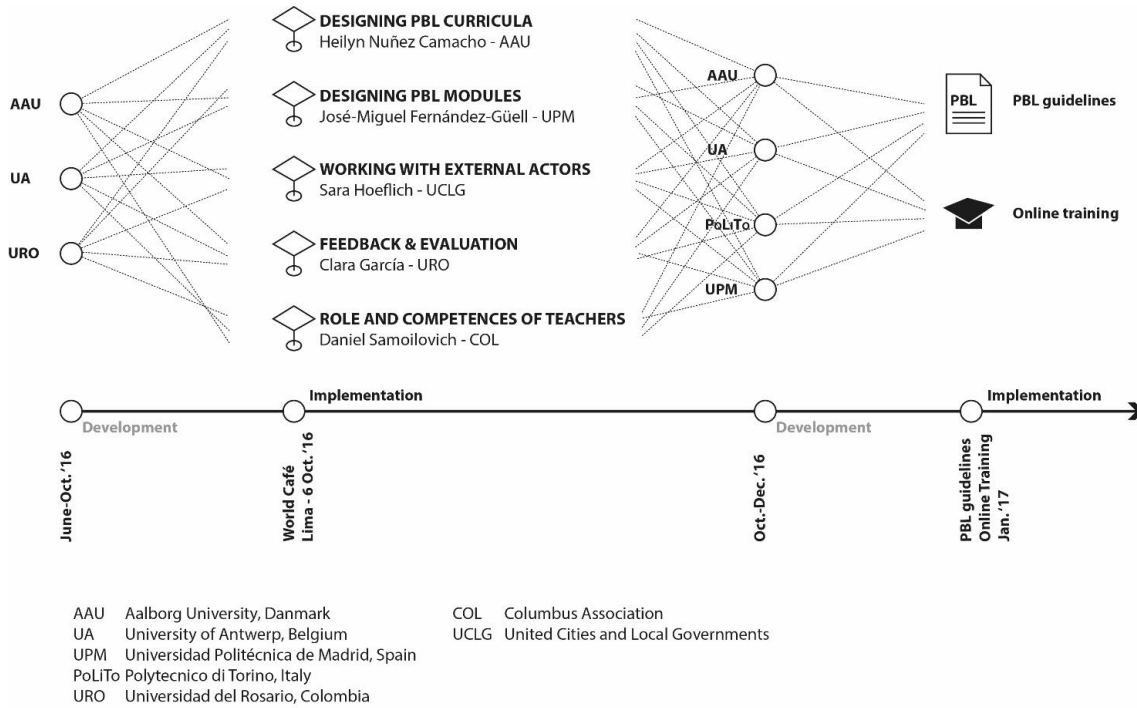 DESIGNING PBL CURRICULA
Heilyn Nuñez Camacho - AAU
DESIGNING PBL MODULES
José-Miguel Fernández-Güell - UPM
WORKING WITH EXTERNAL ACTORS
Sara Hoeflich - UCLG
FEEDBACK & EVALUATION
Clara García - URO
ROLE AND COMPETENCES OF TEACHERS
Daniel Samoilovich - COL
AAU
UA
URO
AAU
UA
PoLiTo
UPM
PBL
PBL guidelines
Online training
Implementation
Implementation
Development
Development
June-Oct. ‘16
World Café
Lima - 6 Oct. ‘16
Oct.-Dec. ‘16
PBL guidelines
Online Training
Jan. ‘17
AAU Aalborg University, Danmark
UA University of Antwerp, Belgium
UPM Universidad Politécnica de Madrid, Spain
PoLiTo Polytecnico di Torino, Italy
URO Universidad del Rosario, Colombia
COL Columbus Association
UCLG United Cities and Local Governments